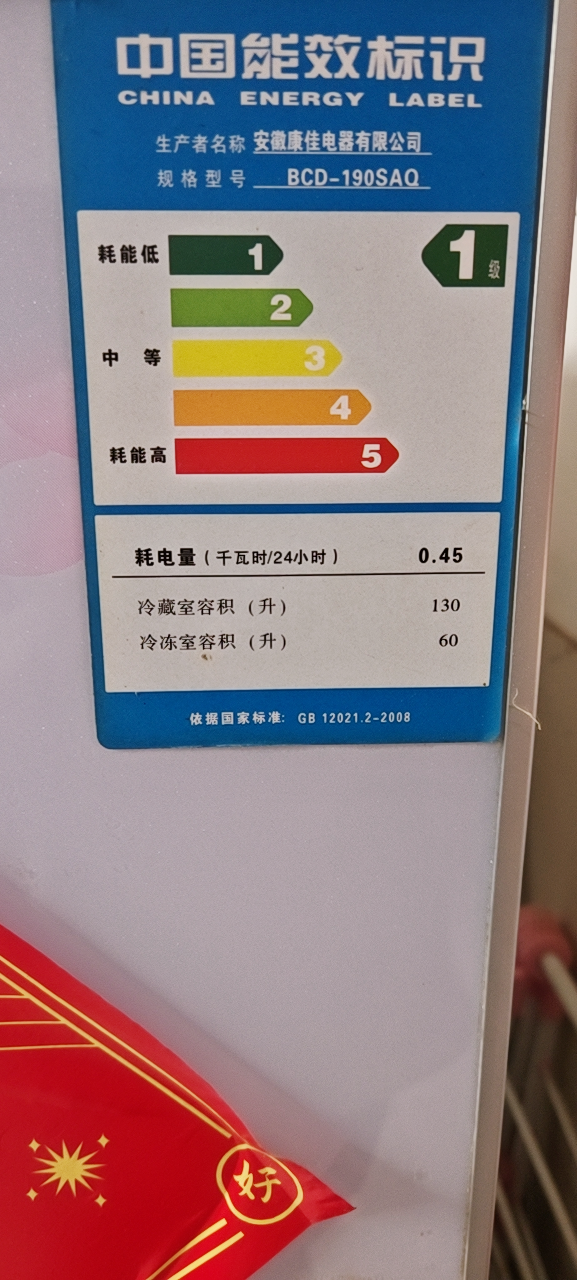 中国能效标识
CHINA ENERGY LABEL
生产者名称 安徽康佳电器有限公司
规格型号 BCD-190SAQ
耗能低 1 1级
2
中 等 3
4
耗能高 5
耗电量（千瓦时/24小时） 0.45
冷藏室容积（升） 130
冷冻室容积（升） 60
依据国家标准: GB 12021.2-2008
好